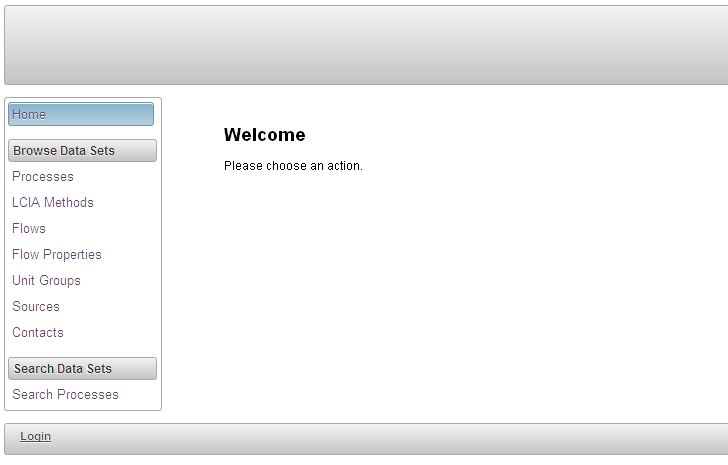 Home
Browse Data Sets
Processes
LCIA Methods
Flows
Flow Properties
Unit Groups
Sources
Contacts
Search Data Sets
Search Processes
Welcome
Please choose an action.
Login